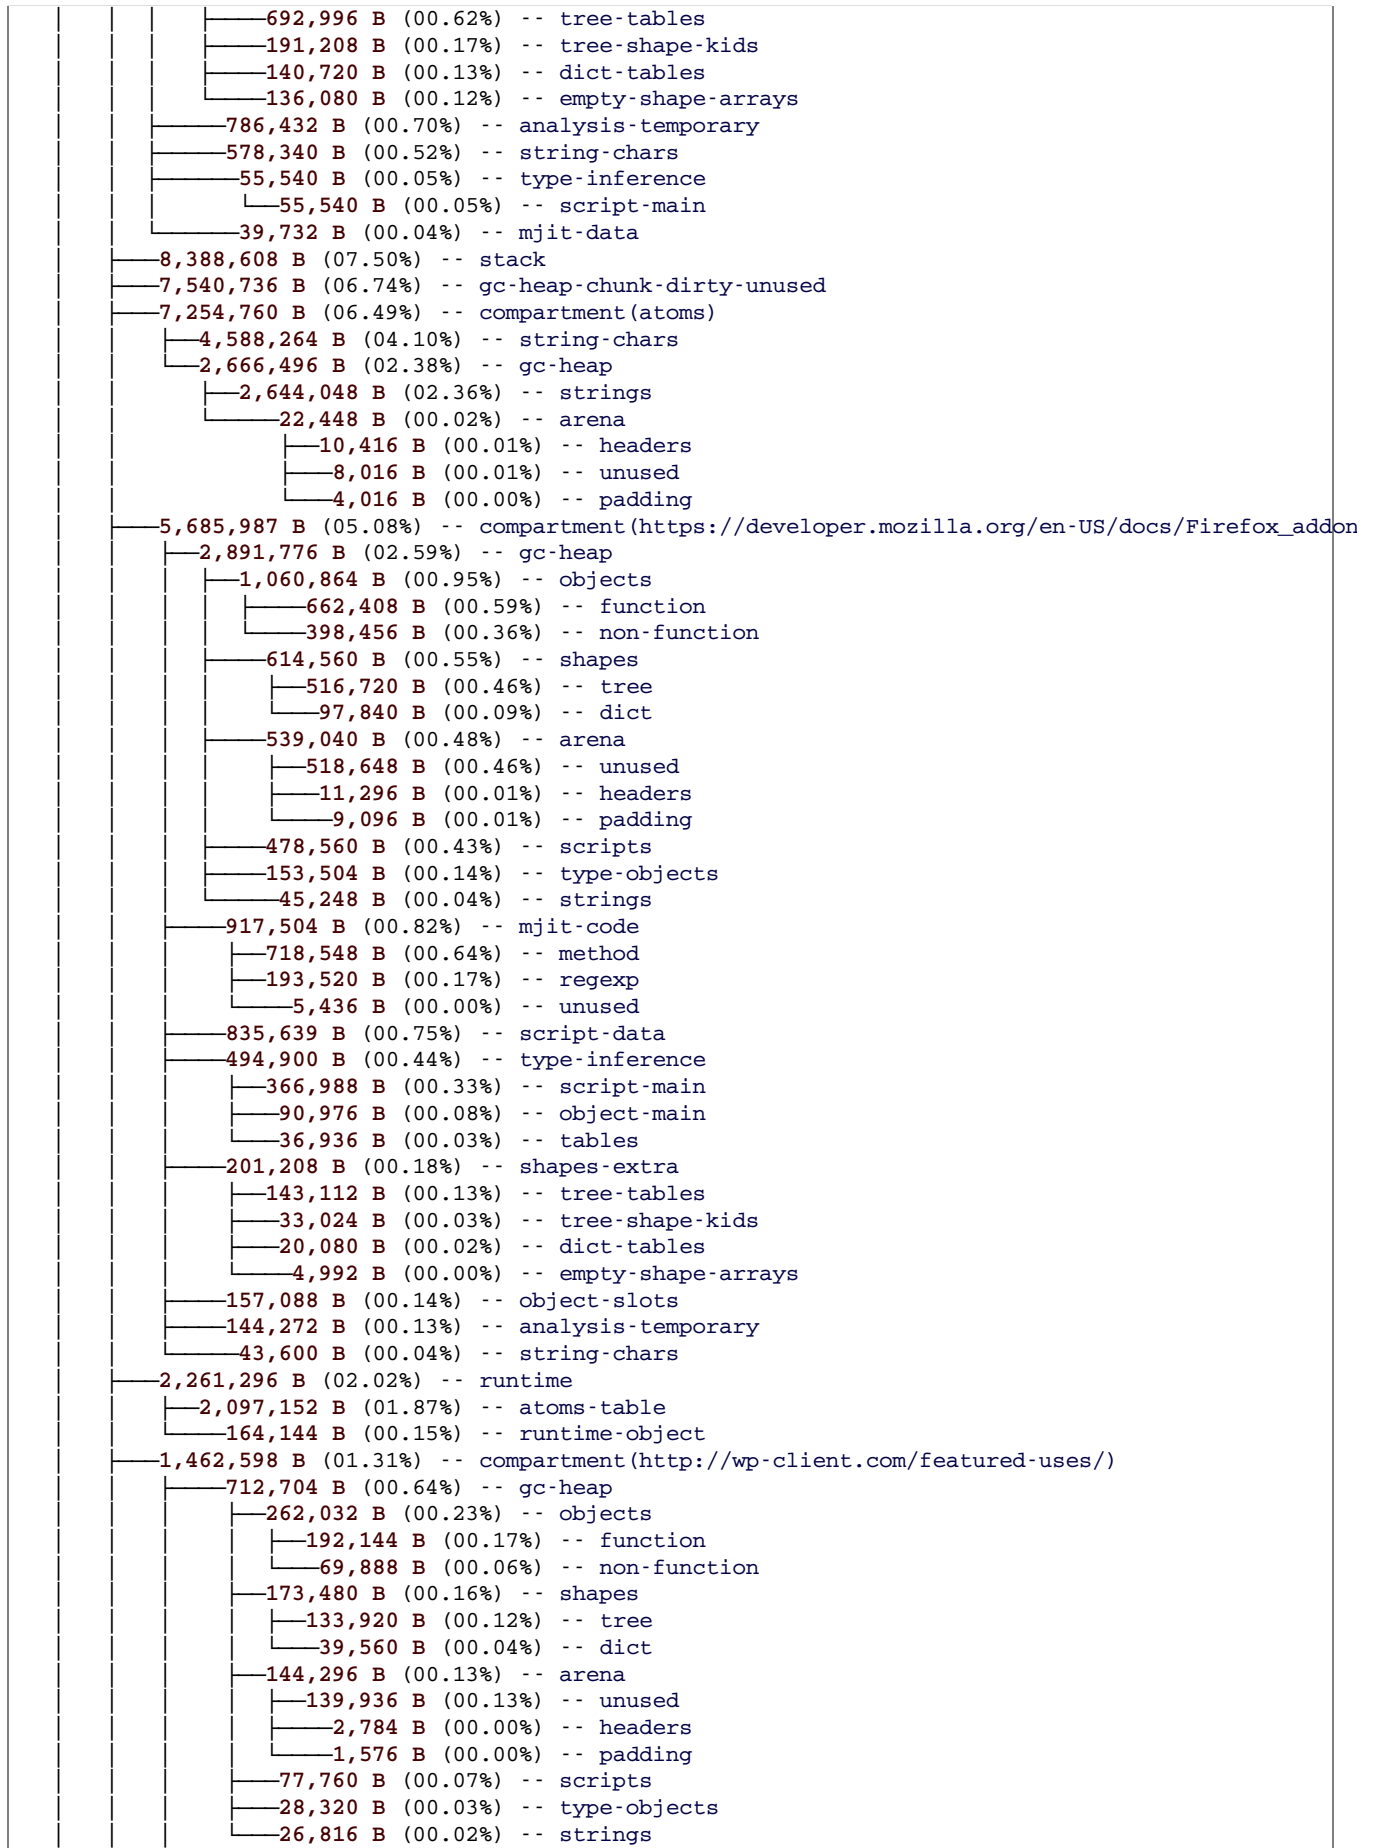 692,996 B (00.62%) -- tree-tables
191,208 B (00.17%) -- tree-shape-kids
140,720 B (00.13%) -- dict-tables
136,080 B (00.12%) -- empty-shape-arrays
786,432 B (00.70%) -- analysis-temporary
578,340 B (00.52%) -- string-chars
55,540 B (00.05%) -- type-inference
55,540 B (00.05%) -- script-main
39,732 B (00.04%) -- mjit-data
8,388,608 B (07.50%) -- stack
7,540,736 B (06.74%) -- gc-heap-chunk-dirty-unused
7,254,760 B (06.49%) -- compartment(atoms)
4,588,264 B (04.10%) -- string-chars
2,666,496 B (02.38%) -- gc-heap
2,644,048 B (02.36%) -- strings
22,448 B (00.02%) -- arena
10,416 B (00.01%) -- headers
8,016 B (00.01%) -- unused
4,016 B (00.00%) -- padding
5,685,987 B (05.08%) -- compartment(https://developer.mozilla.org/en-US/docs/Firefox_addon
2,891,776 B (02.59%) -- gc-heap
1,060,864 B (00.95%) -- objects
662,408 B (00.59%) -- function
398,456 B (00.36%) -- non-function
614,560 B (00.55%) -- shapes
516,720 B (00.46%) -- tree
97,840 B (00.09%) -- dict
539,040 B (00.48%) -- arena
518,648 B (00.46%) -- unused
11,296 B (00.01%) -- headers
9,096 B (00.01%) -- padding
478,560 B (00.43%) -- scripts
153,504 B (00.14%) -- type-objects
45,248 B (00.04%) -- strings
917,504 B (00.82%) -- mjit-code
718,548 B (00.64%) -- method
193,520 B (00.17%) -- regexp
5,436 B (00.00%) -- unused
835,639 B (00.75%) -- script-data
494,900 B (00.44%) -- type-inference
366,988 B (00.33%) -- script-main
90,976 B (00.08%) -- object-main
36,936 B (00.03%) -- tables
201,208 B (00.18%) -- shapes-extra
143,112 B (00.13%) -- tree-tables
33,024 B (00.03%) -- tree-shape-kids
20,080 B (00.02%) -- dict-tables
4,992 B (00.00%) -- empty-shape-arrays
157,088 B (00.14%) -- object-slots
144,272 B (00.13%) -- analysis-temporary
43,600 B (00.04%) -- string-chars
2,261,296 B (02.02%) -- runtime
2,097,152 B (01.87%) -- atoms-table
164,144 B (00.15%) -- runtime-object
1,462,598 B (01.31%) -- compartment(http://wp-client.com/featured-uses/)
712,704 B (00.64%) -- gc-heap
262,032 B (00.23%) -- objects
192,144 B (00.17%) -- function
69,888 B (00.06%) -- non-function
173,480 B (00.16%) -- shapes
133,920 B (00.12%) -- tree
39,560 B (00.04%) -- dict
144,296 B (00.13%) -- arena
139,936 B (00.13%) -- unused
2,784 B (00.00%) -- headers
1,576 B (00.00%) -- padding
77,760 B (00.07%) -- scripts
28,320 B (00.03%) -- type-objects
26,816 B (00.02%) -- strings